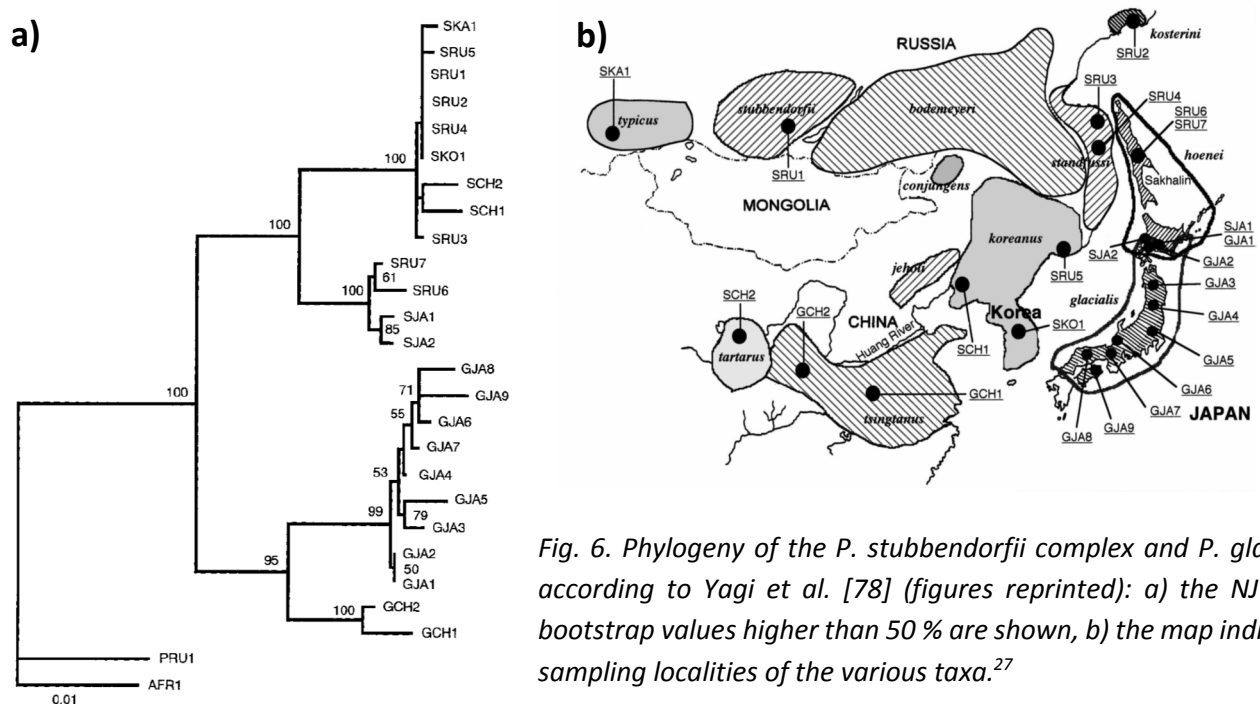 a)
SKA1
SRU5
SRU1
SRU2
SRU4
100
SKO1
SCH2
SCH1
100
SRU3
SRU7
61
SRU6
100
SJA1
85
SJA2
100
GJA8
71
GJA9
55
GJA6
GJA7
53
GJA4
GJA5
99
79
GJA3
GJA2
50
95
GJA1
100
GCH2
GCH1
PRU1
AFR1
0.01
b)
kosterini
RUSSIA
SRU2
SKA1
SRU3
SRU4
stubbendorfii
bodemeyeri
SRU6
typicus
SRU7
hoenei
standfussi
Sakhalin
SRU1
conjungens
MONGOLIA
koreanus
SJA1
GJA1
SJA2
GJA2
jeholi
SRU5
GJA3
glacialis
SCH2
GCH2
CHINA
Korea
GJA4
Huang River
SKO1
tartarus
SCH1
GJA5
GCH1
GJA6
tsingtanus
GJA7
JAPAN
GJA8
GJA9
Fig. 6. Phylogeny of the P. stubbendorfii complex and P. gla
according to Yagi et al. [78] (figures reprinted): a) the NJ
bootstrap values higher than 50 % are shown, b) the map indi
sampling localities of the various taxa.27